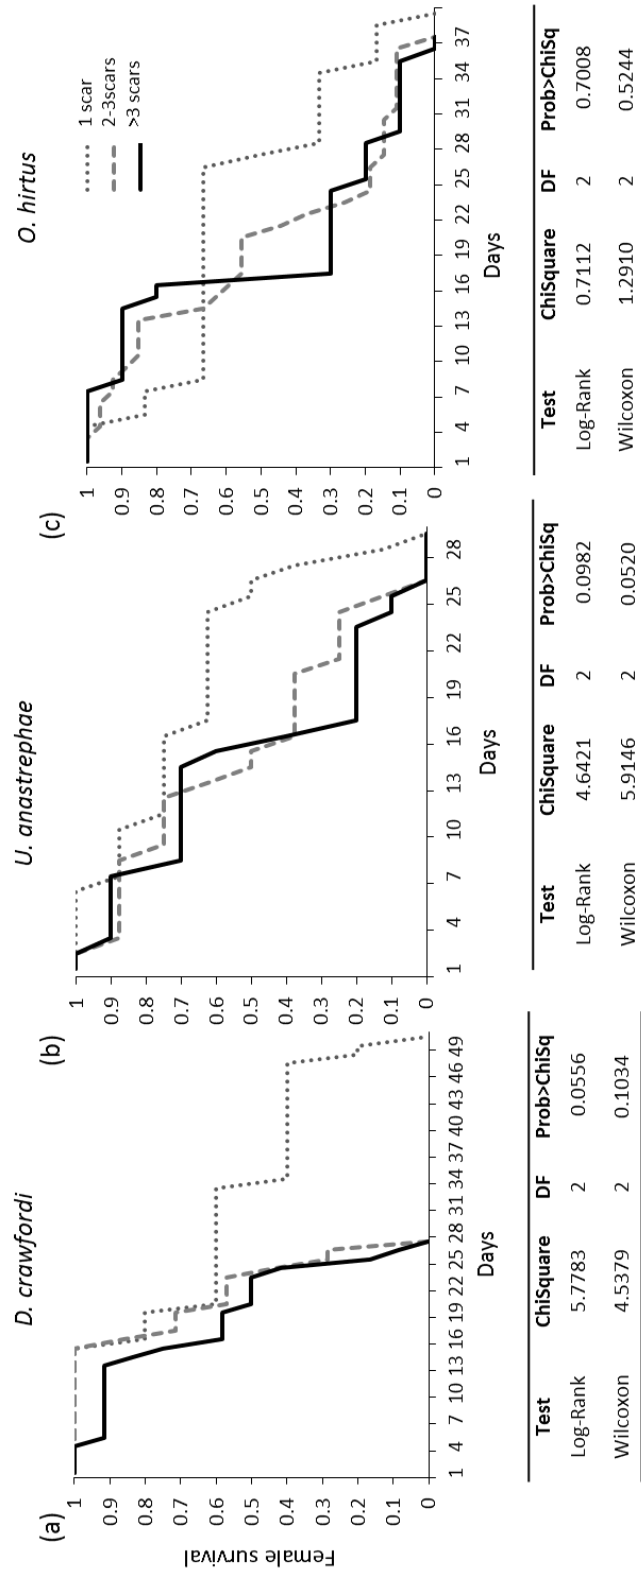 (a)
D. crawfordi
Female survival
1
0.9
0.8
0.7
0.6
0.5
0.4
0.3
0.2
0.1
0
1 4 7 10 13 16 19 22 25 28 31 34 37 40 43 46 49
Days
Test ChiSquare DF Prob>ChiSq
Log-Rank 5.7783 2 0.0556
Wilcoxon 4.5379 2 0.1034
(b)
U. anastrephae
1
0.9
0.8
0.7
0.6
0.5
0.4
0.3
0.2
0.1
0
1 4 7 10 13 16 19 22 25 28
Days
Test ChiSquare DF Prob>ChiSq
Log-Rank 4.6421 2 0.0982
Wilcoxon 5.9146 2 0.0520
(c)
O. hirtus
1 scar
2-3scars
>3 scars
1
0.9
0.8
0.7
0.6
0.5
0.4
0.3
0.2
0.1
0
1 4 7 10 13 16 19 22 25 28 31 34 37
Days
Test ChiSquare DF Prob>ChiSq
Log-Rank 0.7112 2 0.7008
Wilcoxon 1.2910 2 0.5244